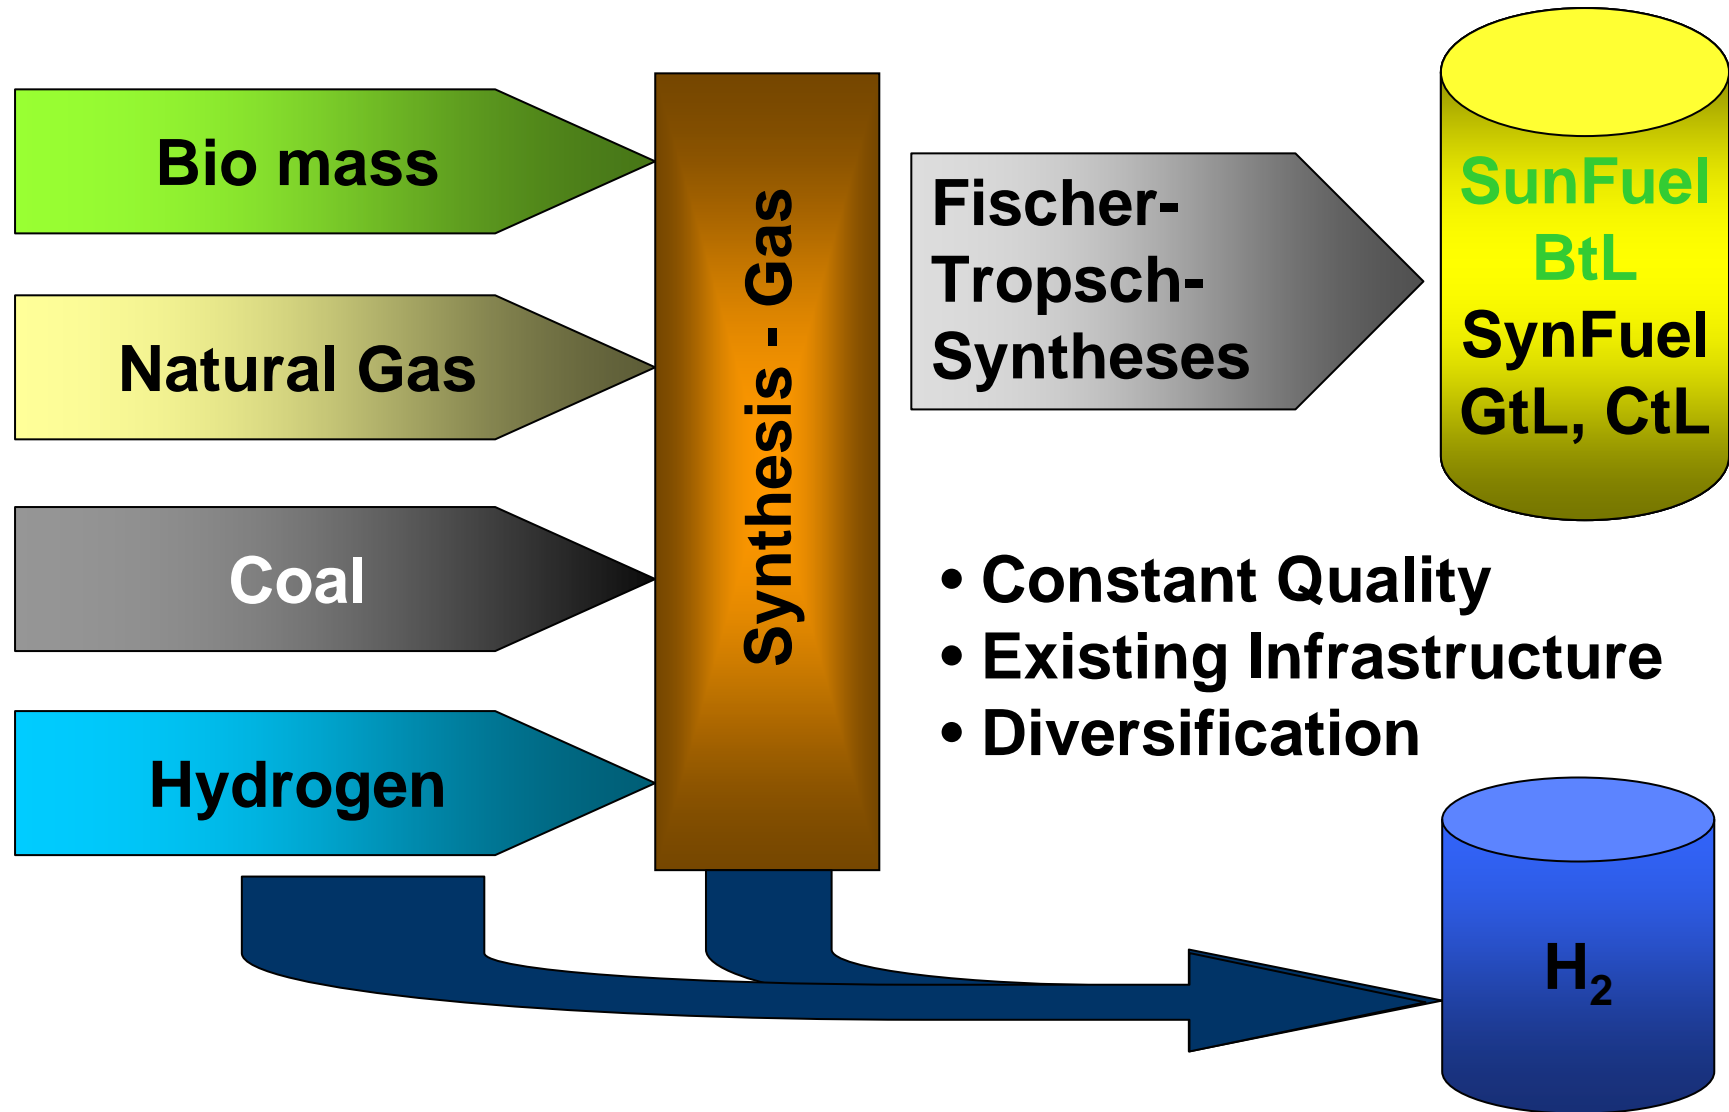 Bio mass
Natural Gas
Coal
Hydrogen
Synthesis - Gas
Fischer-
Tropsch-
Syntheses
SunFuel
BtL
SynFuel
GtL, CtL
• Constant Quality
• Existing Infrastructure
• Diversification
H₂